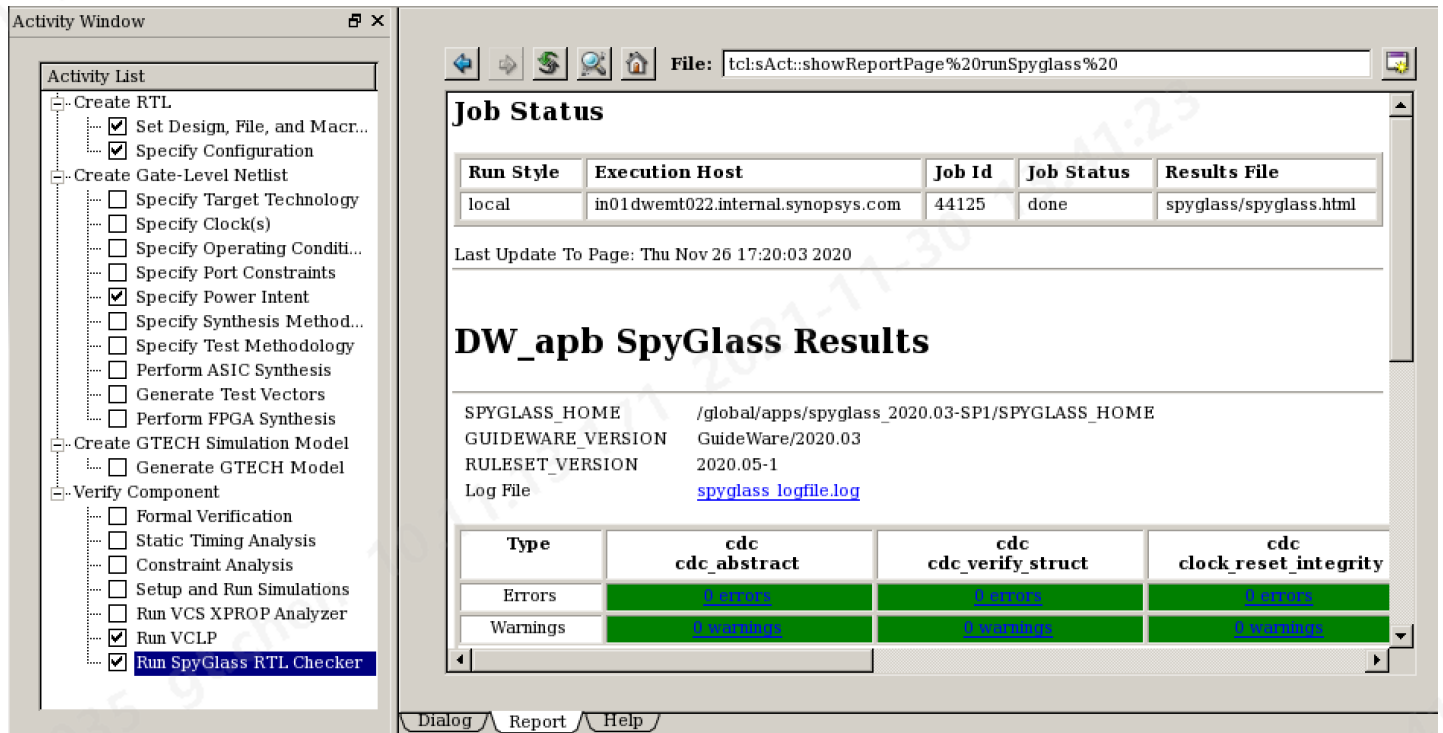 Activity Window
Activity List
Create RTL
Set Design, File, and Macr...
Specify Configuration
Create Gate-Level Netlist
Specify Target Technology
Specify Clock(s)
Specify Operating Conditi...
Specify Port Constraints
Specify Power Intent
Specify Synthesis Method...
Specify Test Methodology
Perform ASIC Synthesis
Generate Test Vectors
Perform FPGA Synthesis
Create GTECH Simulation Model
Generate GTECH Model
Verify Component
Formal Verification
Static Timing Analysis
Constraint Analysis
Setup and Run Simulations
Run VCS XPROP Analyzer
Run VCLP
Run SpyGlass RTL Checker
File: tcl:sAct::showReportPage%20runSpyglass%20
Job Status
Run Style Execution Host Job Id Job Status Results File
local in01dwemt022.internal.synopsys.com 44125 done spyglass/spyglass.html
Last Update To Page: Thu Nov 26 17:20:03 2020
DW_apb SpyGlass Results
SPYGLASS_HOME /global/apps/spyglass_2020.03-SP1/SPYGLASS_HOME
GUIDEWARE_VERSION GuideWare/2020.03
RULESET_VERSION 2020.05-1
Log File spyglass_logfile.log
Type cdc cdc cdc
cdc_abstract cdc_verify_struct clock_reset_integrity
Errors 0 errors 0 errors 0 errors
Warnings 0 warnings 0 warnings 0 warnings
Dialog Report Help